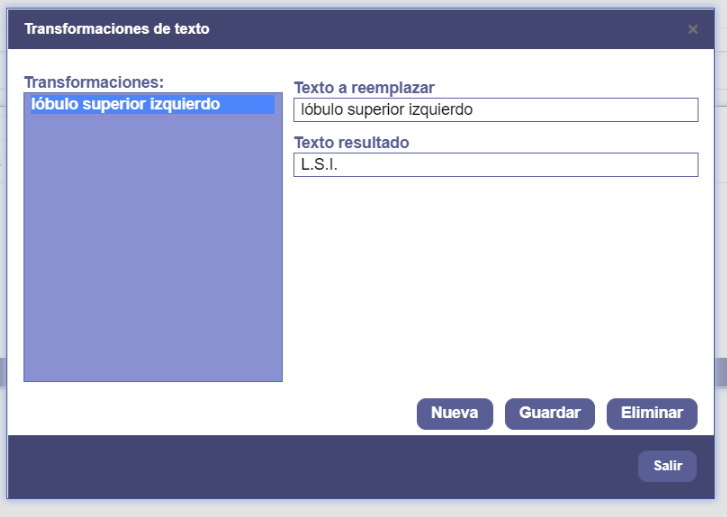 Transformaciones de texto
×
Transformaciones:
lóbulo superior izquierdo
Texto a reemplazar
lóbulo superior izquierdo
Texto resultado
L.S.I.
Nueva
Guardar
Eliminar
Salir